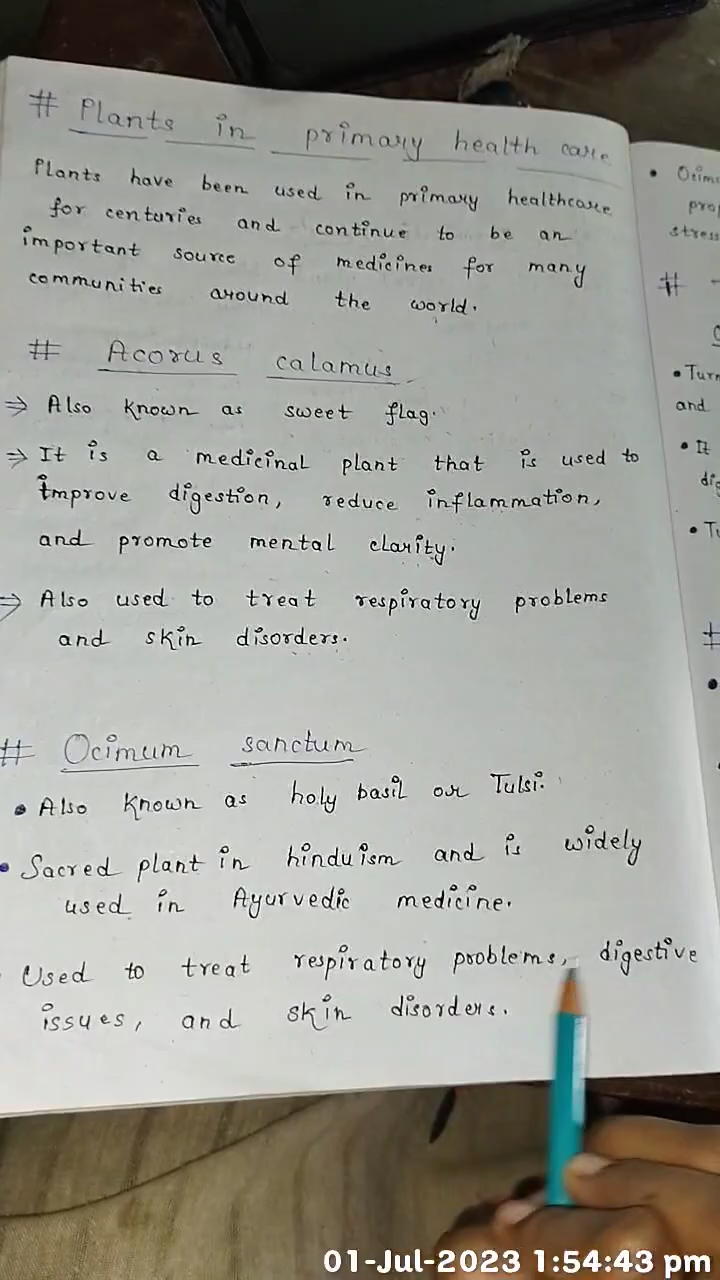 # Plants in primary health care
Plants have been used in primary healthcare
for centuries and continue to be an
important source of medicines for many
communities around the world.
# Acorus calamus
⇒ Also known as sweet flag.
⇒ It is a medicinal plant that is used to
improve digestion, reduce inflammation,
and promote mental clarity.
⇒ Also used to treat respiratory problems
and skin disorders.
# Ocimum sanctum
• Also known as holy basil or Tulsi.
• Sacred plant in hinduism and is widely
used in Ayurvedic medicine.
Used to treat respiratory problems, digestive
issues, and skin disorders.
stress
#
and
• It
#
01-Jul-2023 1:54:43 pm